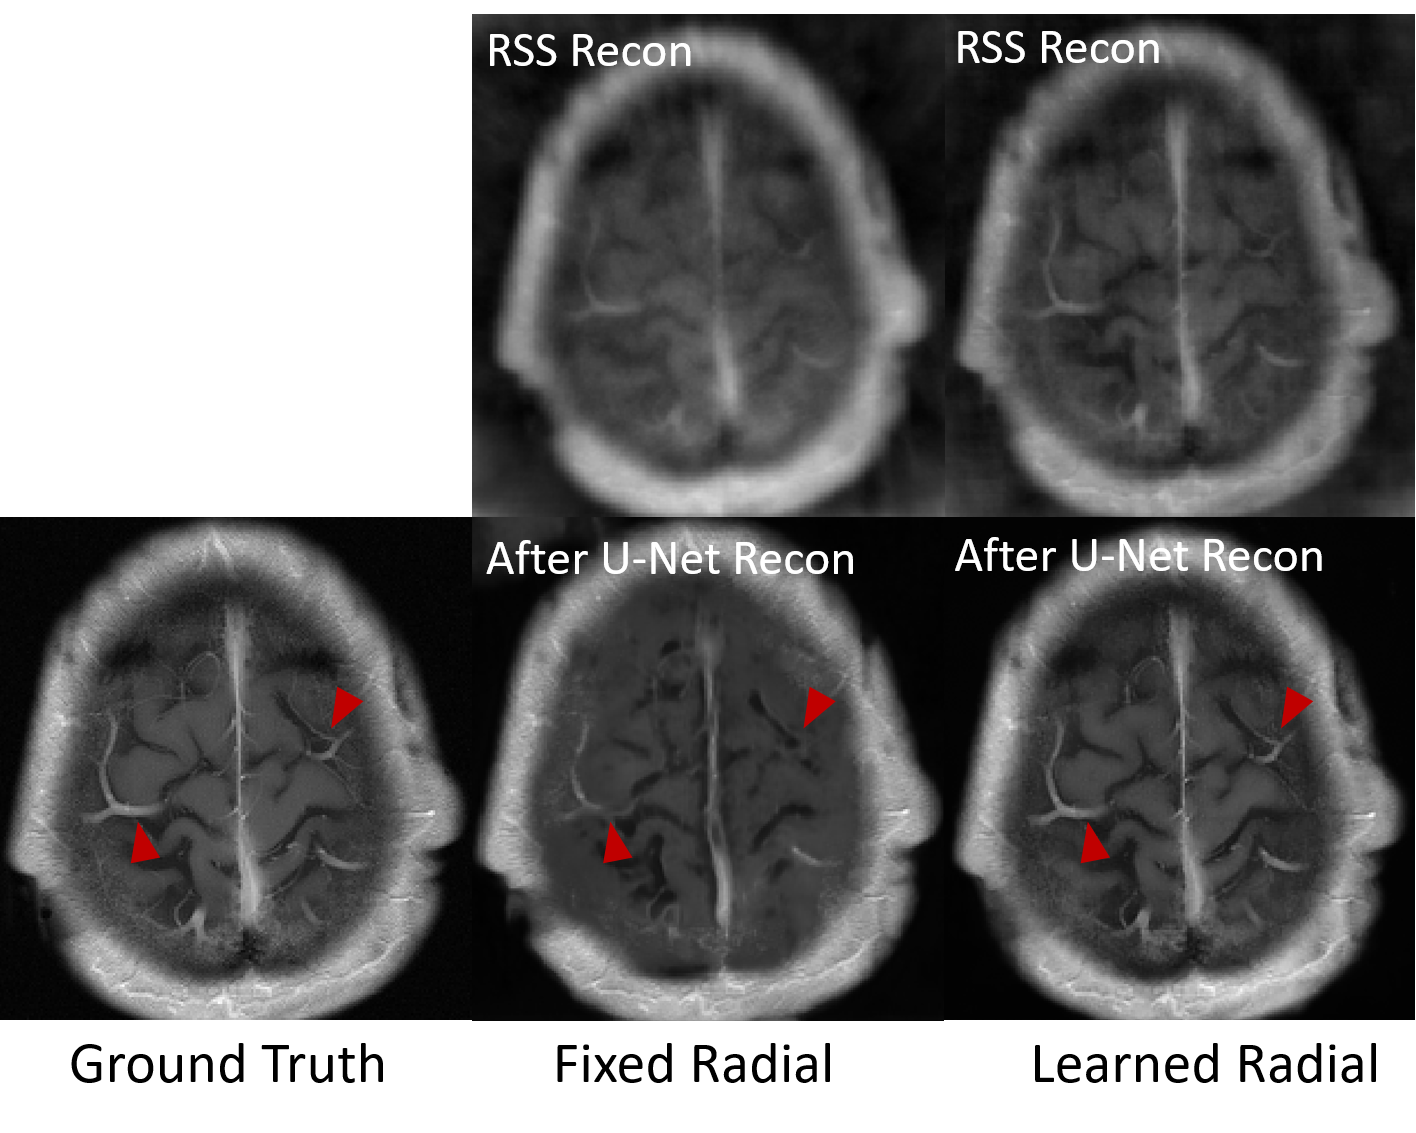 RSS Recon
RSS Recon
After U-Net Recon
After U-Net Recon
Ground Truth
Fixed Radial
Learned Radial